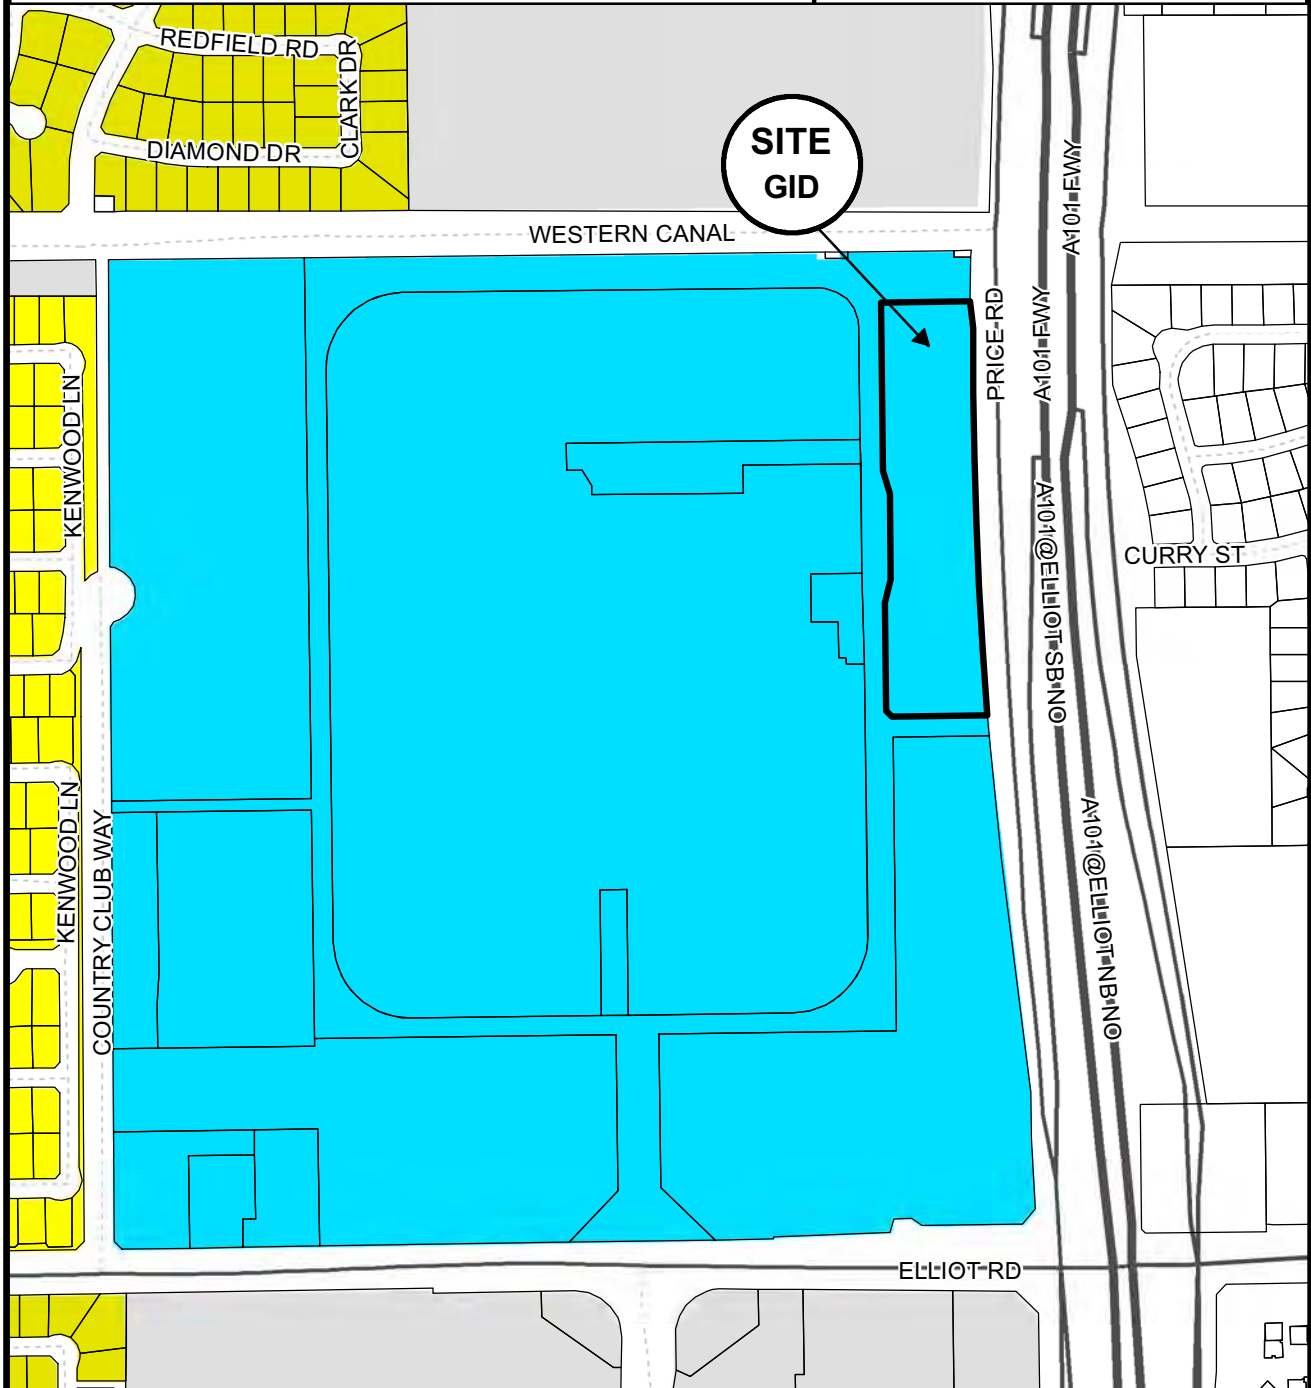 REDFIELD RD
CLARK DR
DIAMOND DR
SITE
GID
WESTERN CANAL
A101 FWY
PRICE RD
A101 FWY
KENWOOD LN
A101@ELLIOT SB NO
CURRY ST
KENWOOD LN
COUNTRY CLUB WAY
A101@ELLIOT NB NO
ELLIOT RD